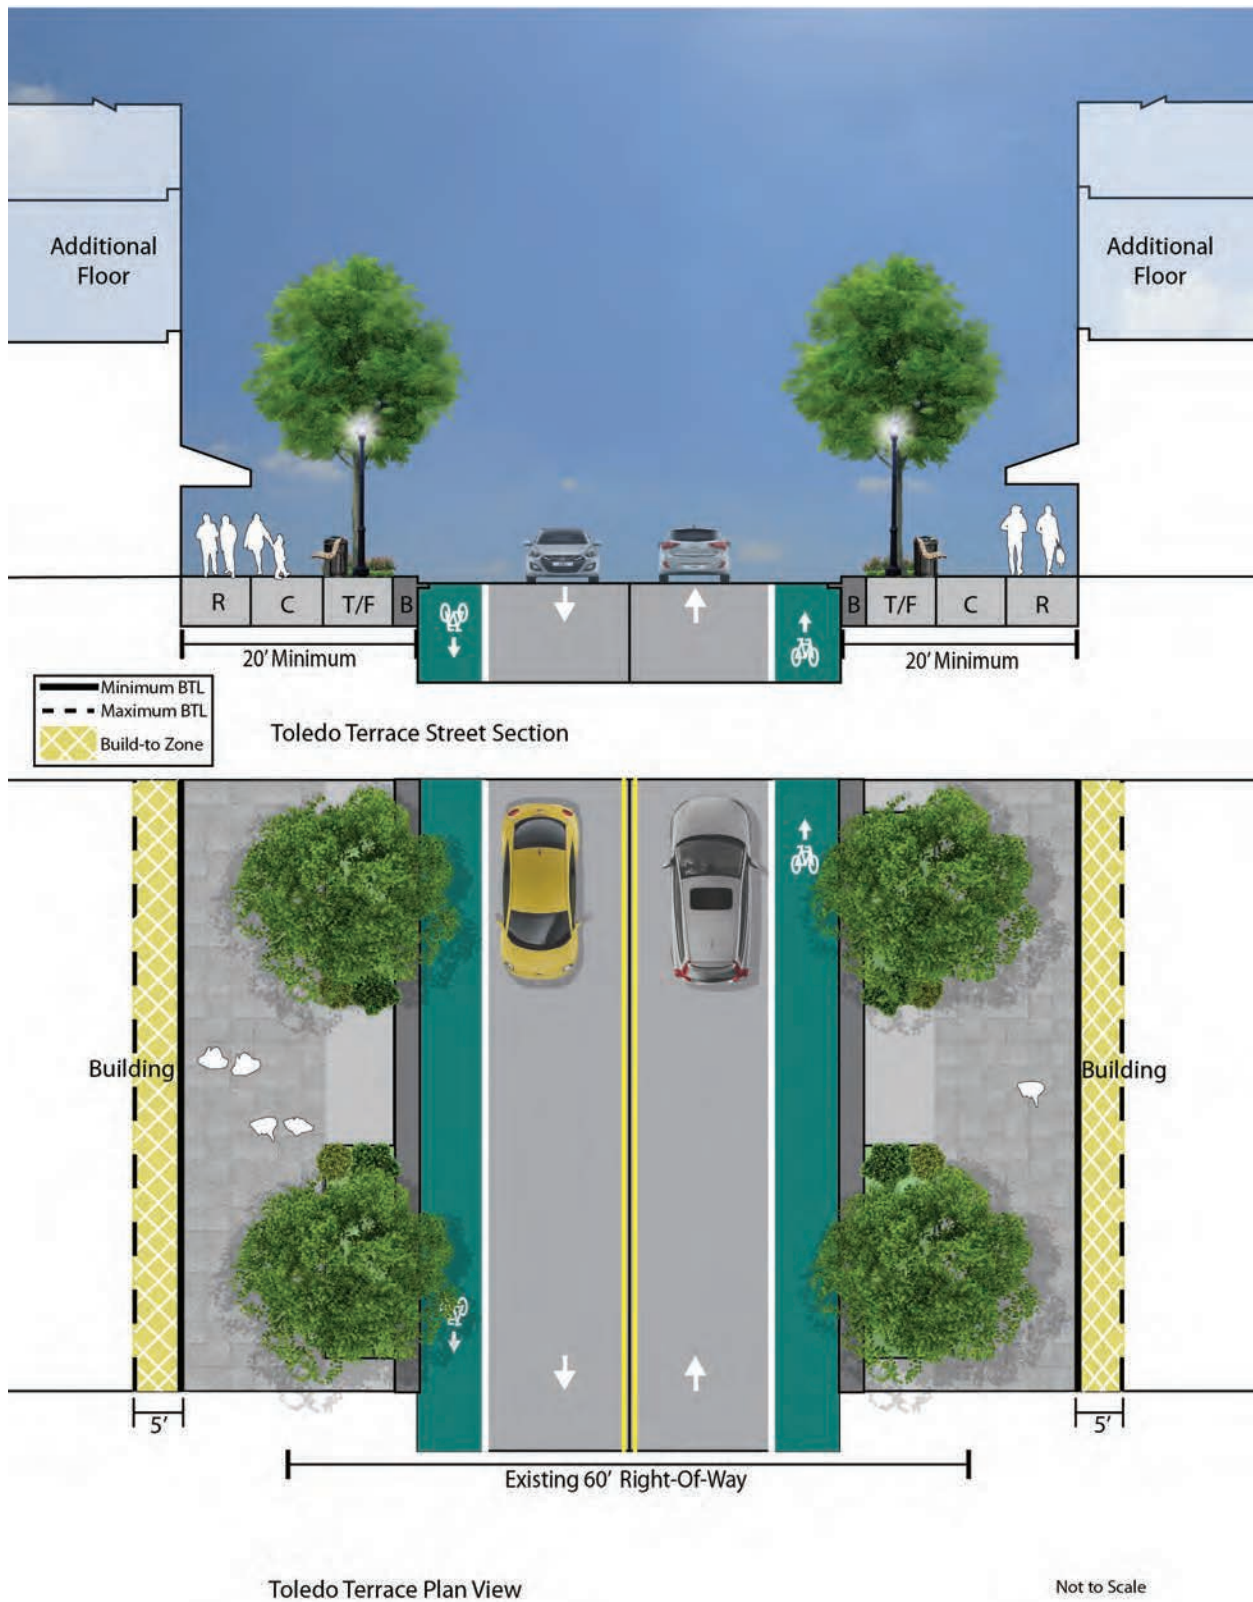 Additional
Floor
Additional
Floor
R
C
T/F
B
B
T/F
C
R
20' Minimum
20' Minimum
Minimum BTL
Maximum BTL
Build-to Zone
Toledo Terrace Street Section
Building
Building
5'
5'
Existing 60' Right-Of-Way
Toledo Terrace Plan View
Not to Scale